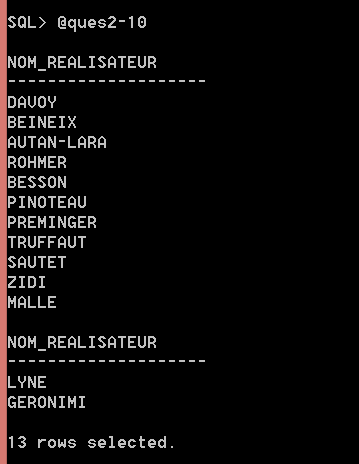 SQL> @ques2-10
NOM_REALISATEUR
--------------------
DAVOY
BEINEIX
AUTAN-LARA
ROHMER
BESSON
PINOTEAU
PREMINGER
TRUFFAUT
SAUTET
ZIDI
MALLE
NOM_REALISATEUR
--------------------
LYNE
GERONIMI
13 rows selected.